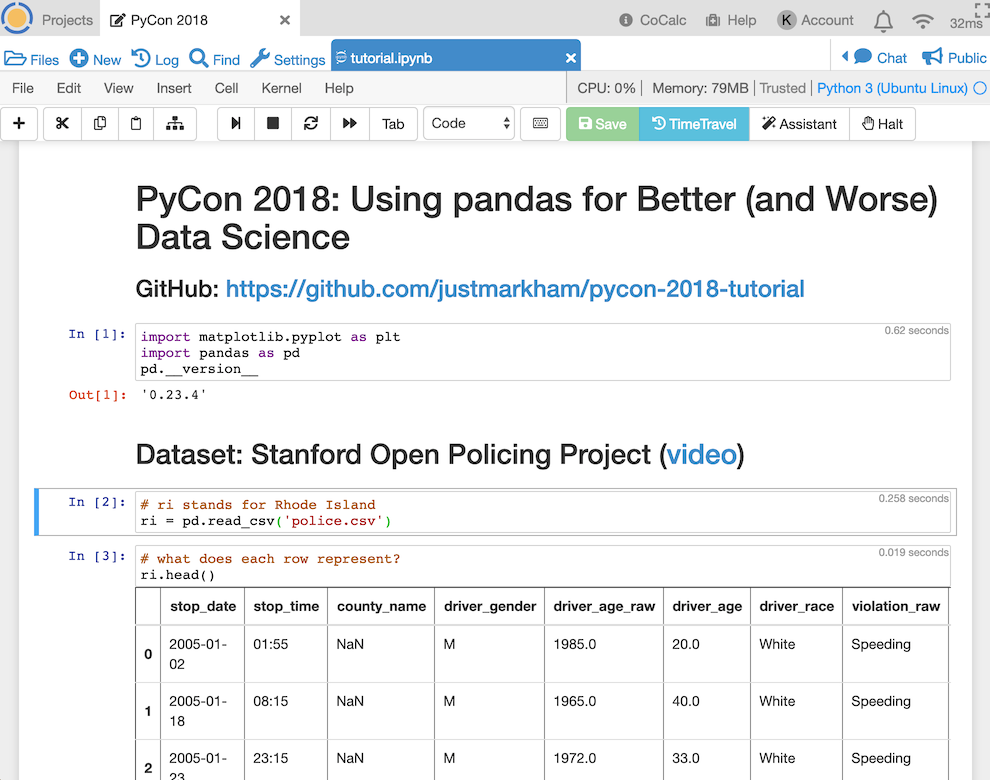 Projects PyCon 2018 CoCalc Help K Account 32ms
Files New Log Find Settings tutorial.ipynb Chat Public
File Edit View Insert Cell Kernel Help CPU: 0% Memory: 79MB Trusted Python 3 (Ubuntu Linux)
Tab Code Save TimeTravel Assistant Halt
PyCon 2018: Using pandas for Better (and Worse)
Data Science
GitHub: https://github.com/justmarkham/pycon-2018-tutorial
In [1]: import matplotlib.pyplot as plt 0.62 seconds
import pandas as pd
pd.__version__
Out[1]: '0.23.4'
Dataset: Stanford Open Policing Project (video)
In [2]: # ri stands for Rhode Island 0.258 seconds
ri = pd.read_csv('police.csv')
In [3]: # what does each row represent? 0.019 seconds
ri.head()
stop_date stop_time county_name driver_gender driver_age_raw driver_age driver_race violation_raw
0 2005-01-02 01:55 NaN M 1985.0 20.0 White Speeding
1 2005-01-18 08:15 NaN M 1965.0 40.0 White Speeding
2 2005-01-23 23:15 NaN M 1972.0 33.0 White Speeding